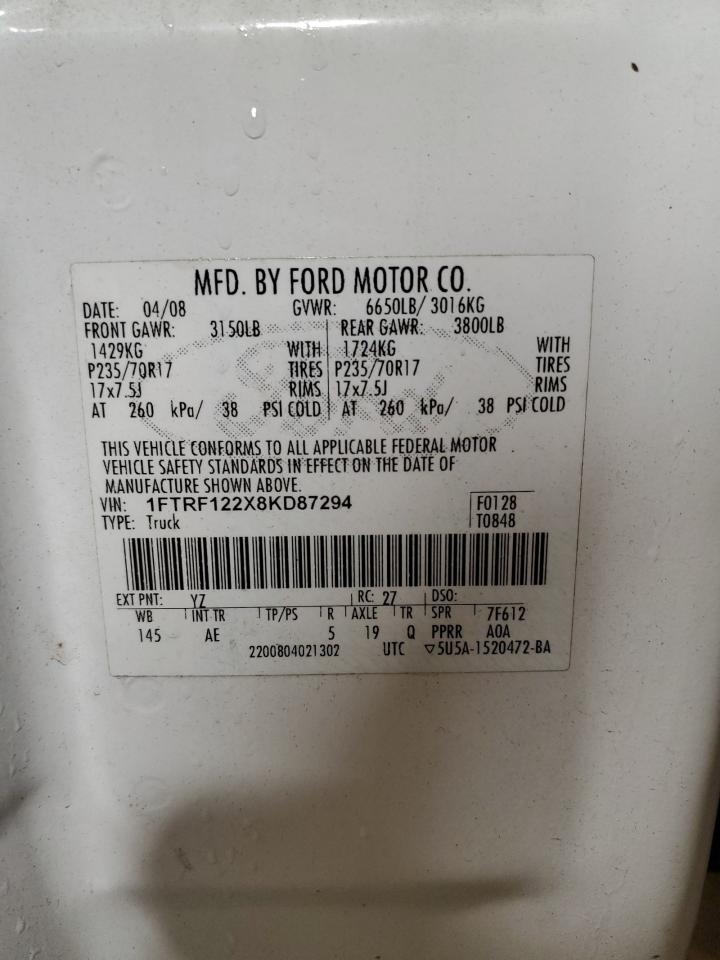 MFD. BY FORD MOTOR CO.
DATE: 04/08 GVWR: 6650LB/ 3016KG
FRONT GAWR: 3150LB REAR GAWR: 3800LB
1429KG WITH 1724KG WITH
P235/70R17 TIRES P235/70R17 TIRES
17x7.5J RIMS 17x7.5J RIMS
AT 260 kPa/ 38 PSI COLD AT 260 kPa/ 38 PSI COLD
THIS VEHICLE CONFORMS TO ALL APPLICABLE FEDERAL MOTOR
VEHICLE SAFETY STANDARDS IN EFFECT ON THE DATE OF
MANUFACTURE SHOWN ABOVE.
VIN: 1FTRF122X8KD87294 F0128
TYPE: Truck T0848
EXT PNT: YZ RC: 27 DSO:
WB INT TR TP/PS R AXLE TR SPR 7F612
145 AE 5 19 Q PPRR A0A
2200804021302 UTC ▽5U5A-1520472-BA